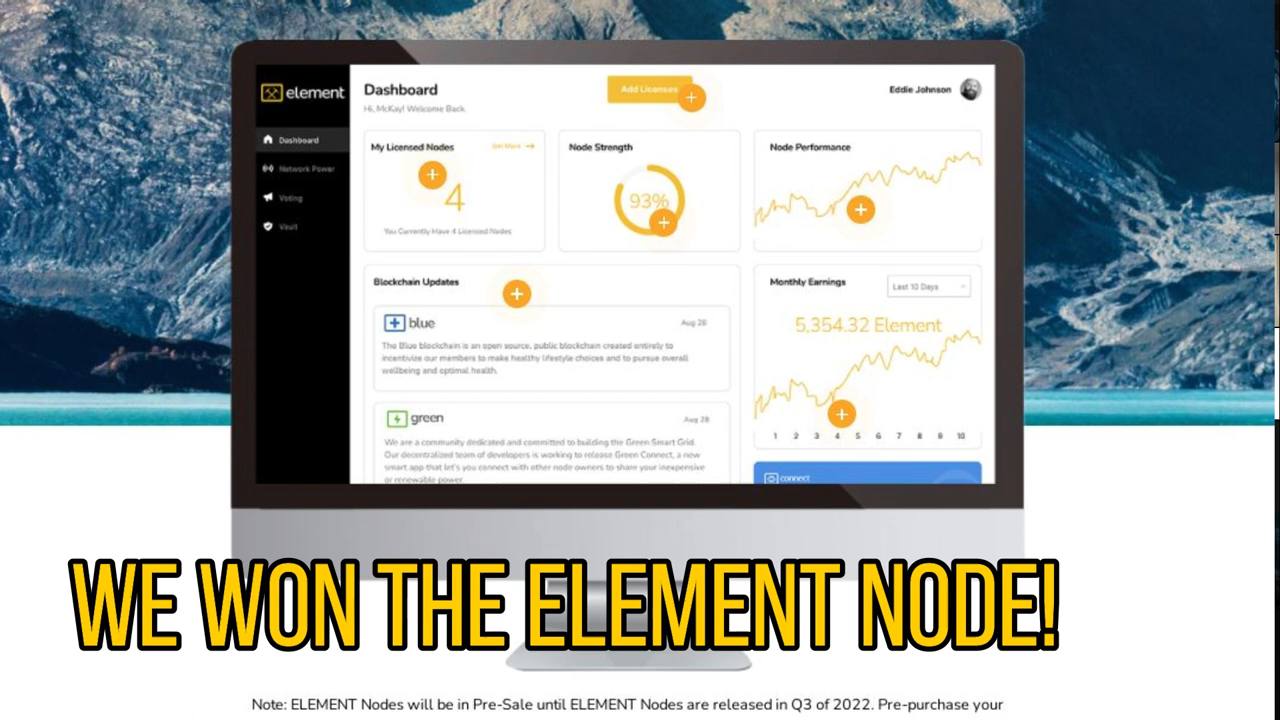 element
Dashboard
Hi, McKay! Welcome Back.
Add Licenses
Eddie Johnson
Dashboard
Network Power
Voting
Vault
My Licensed Nodes
Get More →
4
You Currently Have 4 Licensed Nodes
Node Strength
93%
Node Performance
Blockchain Updates
blue
Aug 28
The Blue blockchain is an open source, public blockchain created entirely to
incentivize our members to make healthy lifestyle choices and to pursue overall
wellbeing and optimal health.
green
Aug 28
We are a community dedicated and committed to building the Green Smart Grid.
Our decentralized team of developers is working to release Green Connect, a new
smart app that let's you connect with other node owners to share your inexpensive
or renewable power.
Monthly Earnings
Last 10 Days
5,354.32 Element
1 2 3 4 5 6 7 8 9 10
connect
WE WON THE ELEMENT NODE!
Note: ELEMENT Nodes will be in Pre-Sale until ELEMENT Nodes are released in Q3 of 2022. Pre-purchase your